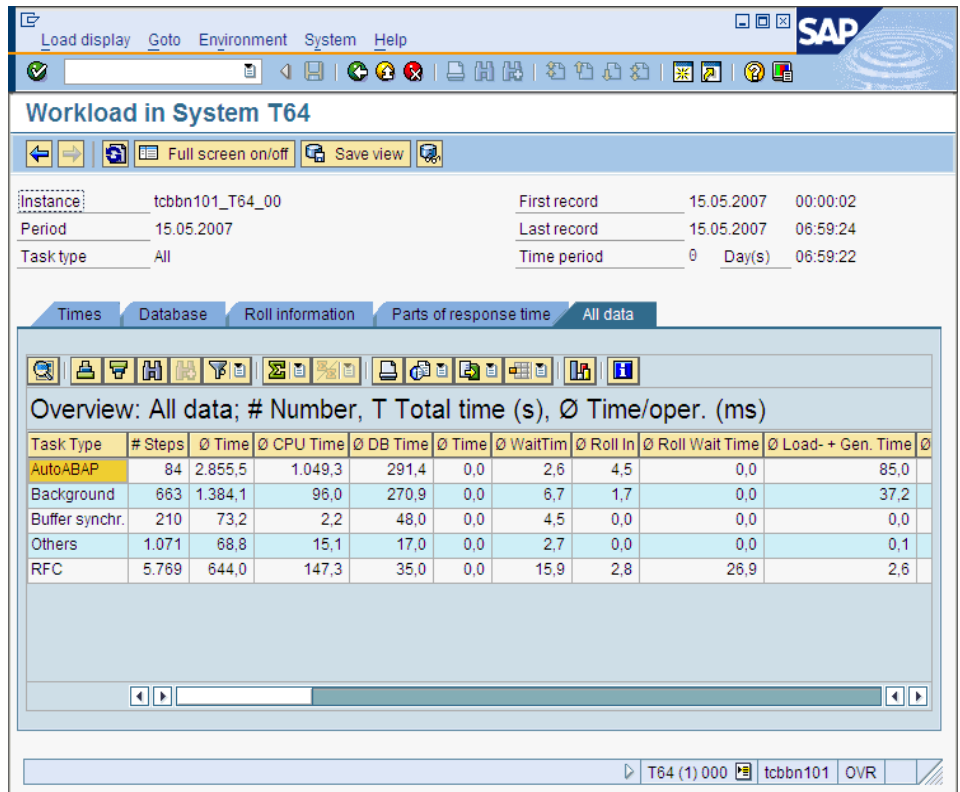 Load display Goto Environment System Help
SAP
Workload in System T64
Full screen on/off Save view
Instance tcbbn101_T64_00 First record 15.05.2007 00:00:02
Period 15.05.2007 Last record 15.05.2007 06:59:24
Task type All Time period 0 Day(s) 06:59:22
Times Database Roll information Parts of response time All data
Overview: All data; # Number, T Total time (s), Ø Time/oper. (ms)
Task Type # Steps Ø Time Ø CPU Time Ø DB Time Ø Time Ø WaitTim Ø Roll In Ø Roll Wait Time Ø Load- + Gen. Time Ø
AutoABAP 84 2.855,5 1.049,3 291,4 0,0 2,6 4,5 0,0 85,0
Background 663 1.384,1 96,0 270,9 0,0 6,7 1,7 0,0 37,2
Buffer synchr. 210 73,2 2,2 48,0 0,0 4,5 0,0 0,0 0,0
Others 1.071 68,8 15,1 17,0 0,0 2,7 0,0 0,0 0,1
RFC 5.769 644,0 147,3 35,0 0,0 15,9 2,8 26,9 2,6
T64 (1) 000 tcbbn101 OVR